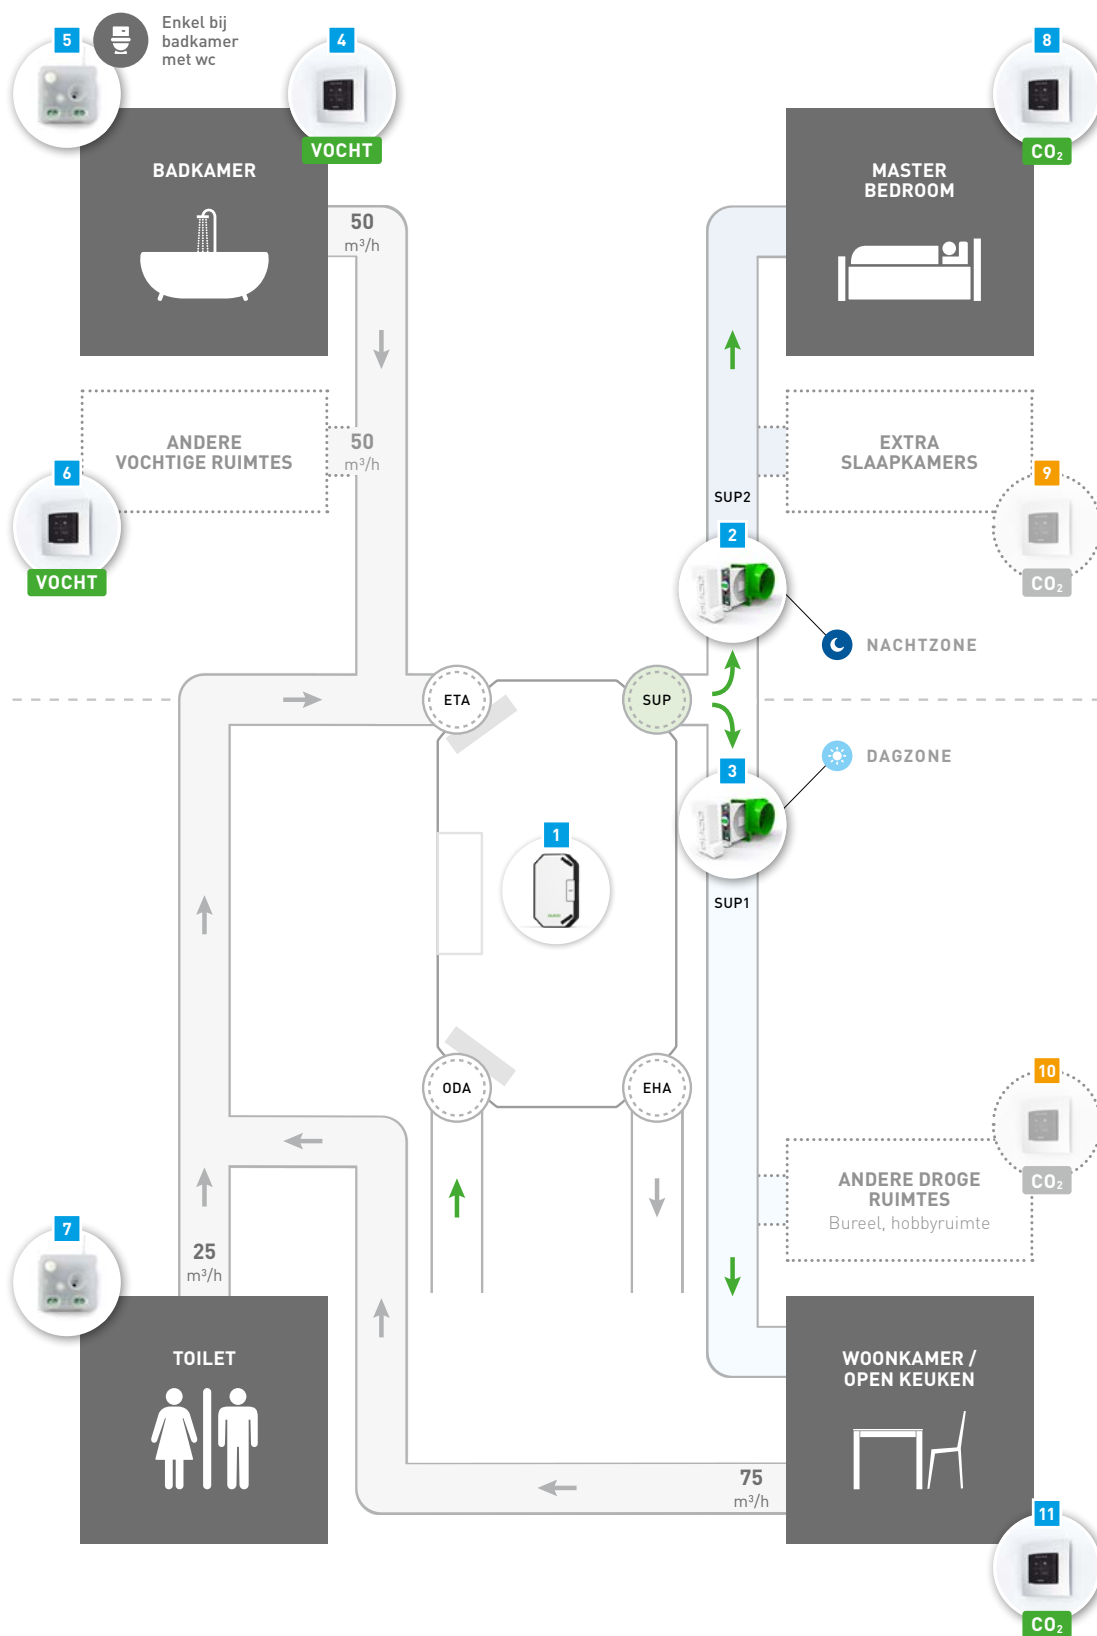 5
Enkel bij
badkamer
met wc
4
VOCHT
BADKAMER
50
m³/h
8
CO₂
MASTER
BEDROOM
ANDERE
VOCHTIGE RUIMTES
50
m³/h
6
VOCHT
EXTRA
SLAAPKAMERS
9
CO₂
SUP2
2
NACHTZONE
ETA
SUP
3
DAGZONE
1
SUP1
ODA
EHA
10
CO₂
ANDERE DROGE
RUIMTES
Bureel, hobbyruimte
7
25
m³/h
TOILET
WOONKAMER /
OPEN KEUKEN
75
m³/h
11
CO₂